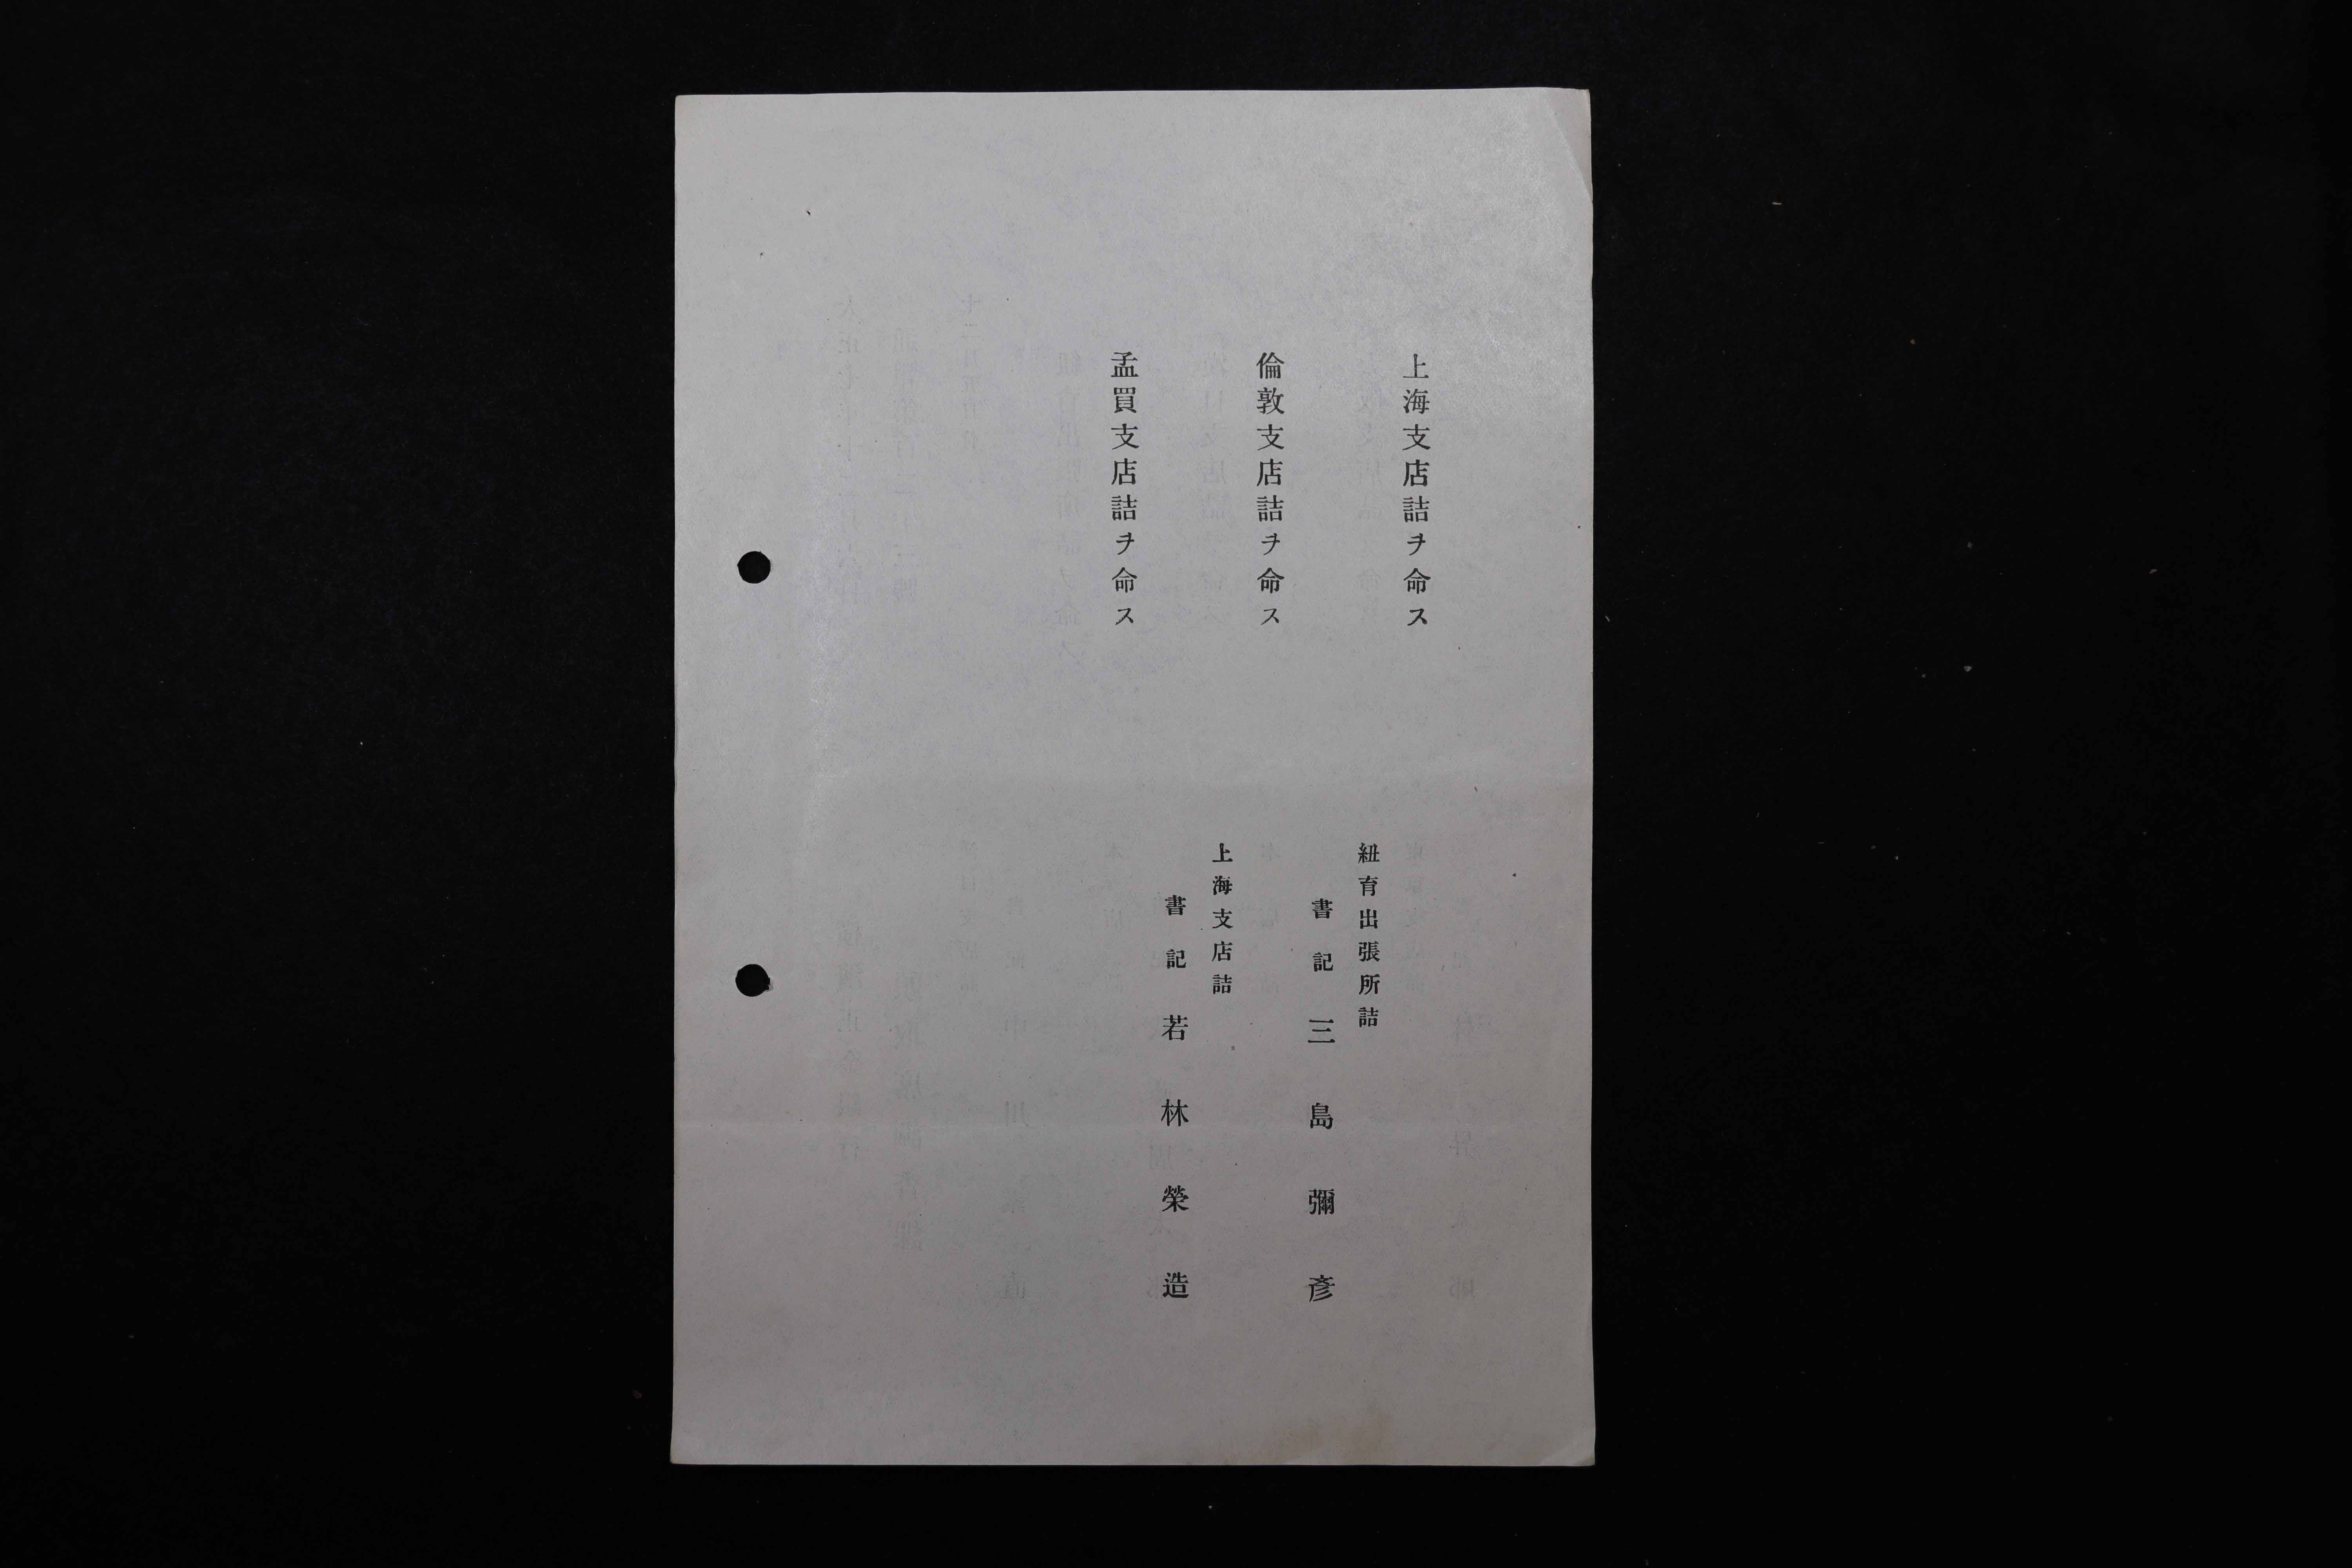 上海支店詰ヲ命ス
紐育出張所詰
書記 三島彌彥
倫敦支店詰ヲ命ス
上海支店詰
書記 若林榮造
孟買支店詰ヲ命ス